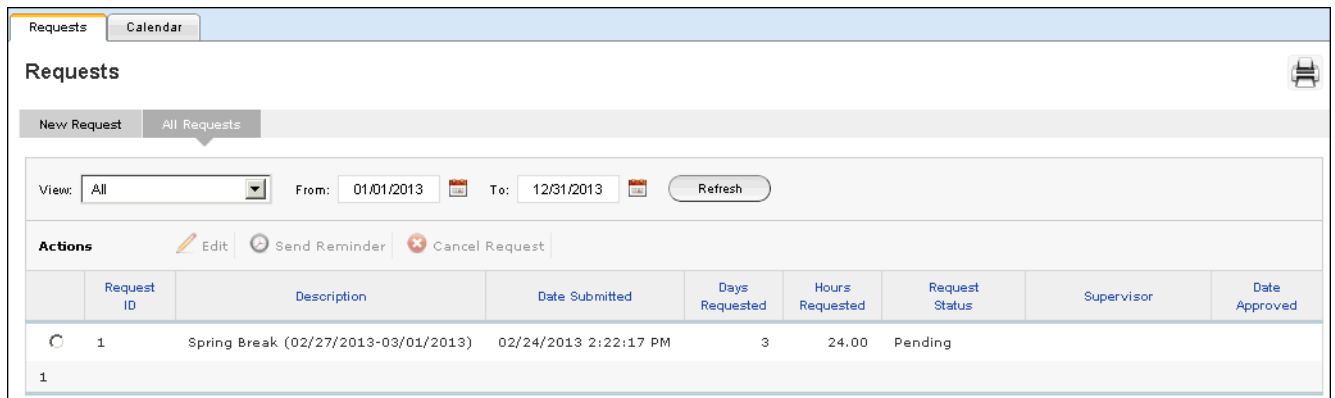 Requests Calendar
Requests
New Request All Requests
View: All From: 01/01/2013 To: 12/31/2013 Refresh
Actions Edit Send Reminder Cancel Request
Request ID Description Date Submitted Days Requested Hours Requested Request Status Supervisor Date Approved
1 Spring Break (02/27/2013-03/01/2013) 02/24/2013 2:22:17 PM 3 24.00 Pending
1